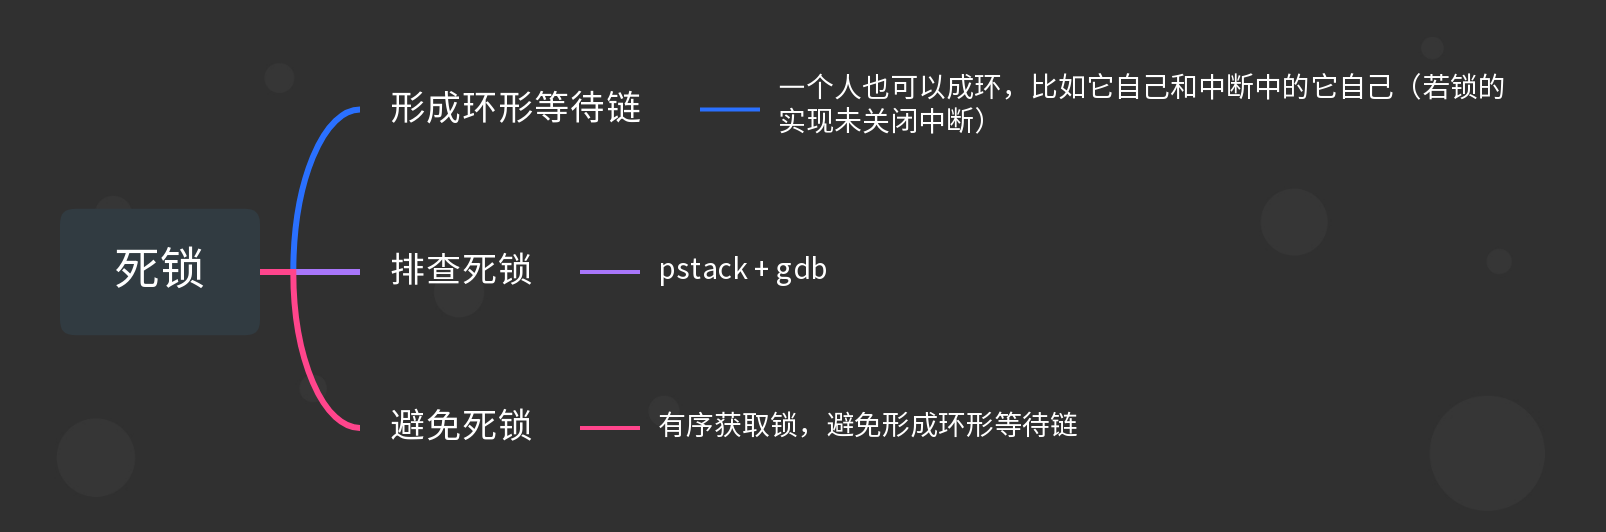 死锁
形成环形等待链
一个人也可以成环，比如它自己和中断中的它自己（若锁的
实现未关闭中断）
排查死锁
pstack + gdb
避免死锁
有序获取锁，避免形成环形等待链